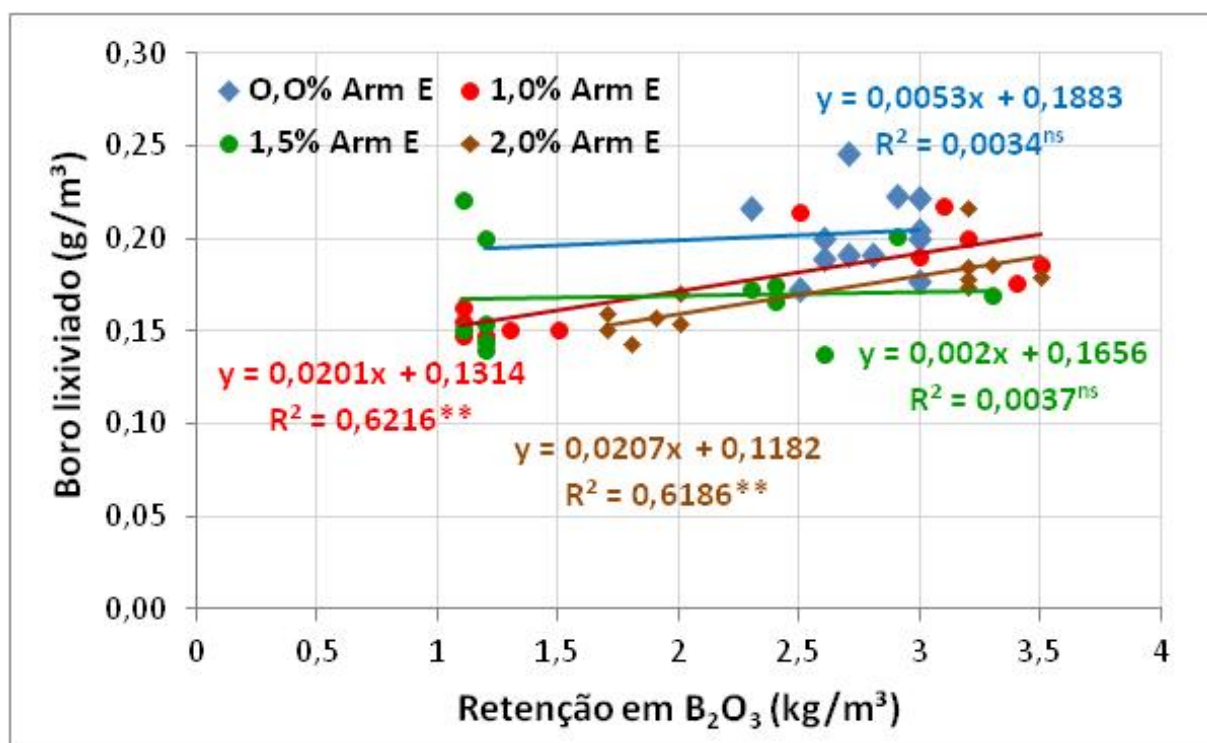 0,30
0,25
0,20
0,15
0,10
0,05
0,00
Boro lixiviado (g/m³)
O,O% Arm E
1,0% Arm E
1,5% Arm E
2,0% Arm E
y = 0,0053x + 0,1883
R² = 0,0034ⁿˢ
y = 0,0201x + 0,1314
R² = 0,6216**
y = 0,002x + 0,1656
R² = 0,0037ⁿˢ
y = 0,0207x + 0,1182
R² = 0,6186**
0 0,5 1 1,5 2 2,5 3 3,5 4
Retenção em B₂O₃ (kg/m³)